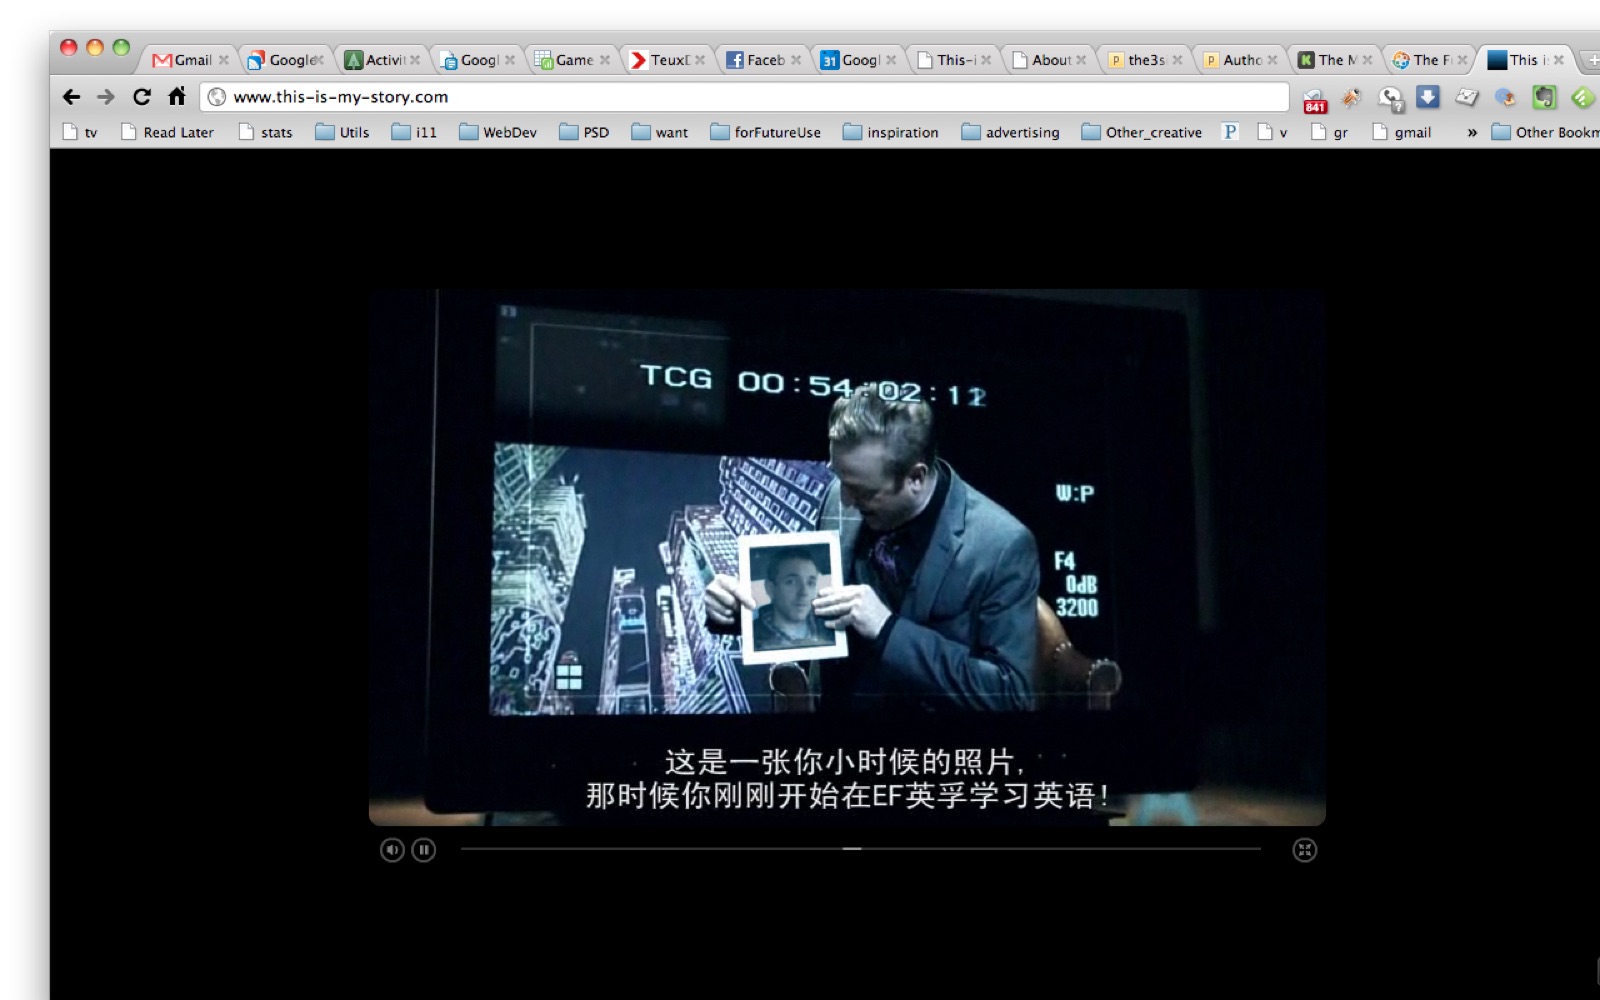 Gmail
Google
Activit
Googl
Game
TeuxD
Faceb
31
Googl
This-i
About
P
the3s
P
Autho
K
The M
The F
This i
www.this-is-my-story.com
841
?
tv
Read Later
stats
Utils
i11
WebDev
PSD
want
forFutureUse
inspiration
advertising
Other_creative
P
v
gr
gmail
»
Other Bookm
TCG 00:54:02:12
W:P
F4
0dB
3200
这是一张你小时候的照片,
那时候你刚刚开始在EF英孚学习英语!